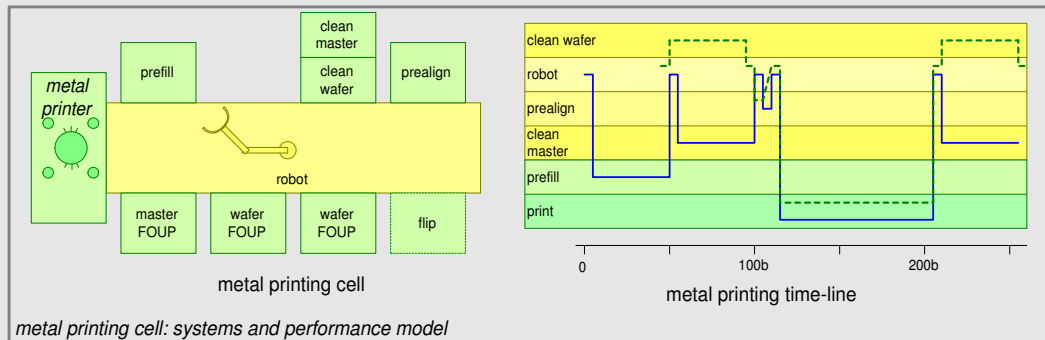 clean
master
clean
wafer
prefill
prealign
metal
printer
robot
master
FOUP
wafer
FOUP
wafer
FOUP
flip
metal printing cell
clean wafer
robot
prealign
clean
master
prefill
print
0
100b
200b
metal printing time-line
metal printing cell: systems and performance model